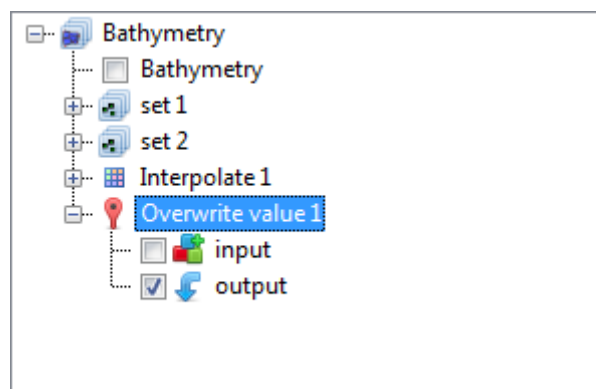 Bathymetry
Bathymetry
set 1
set 2
Interpolate 1
Overwrite value 1
input
output